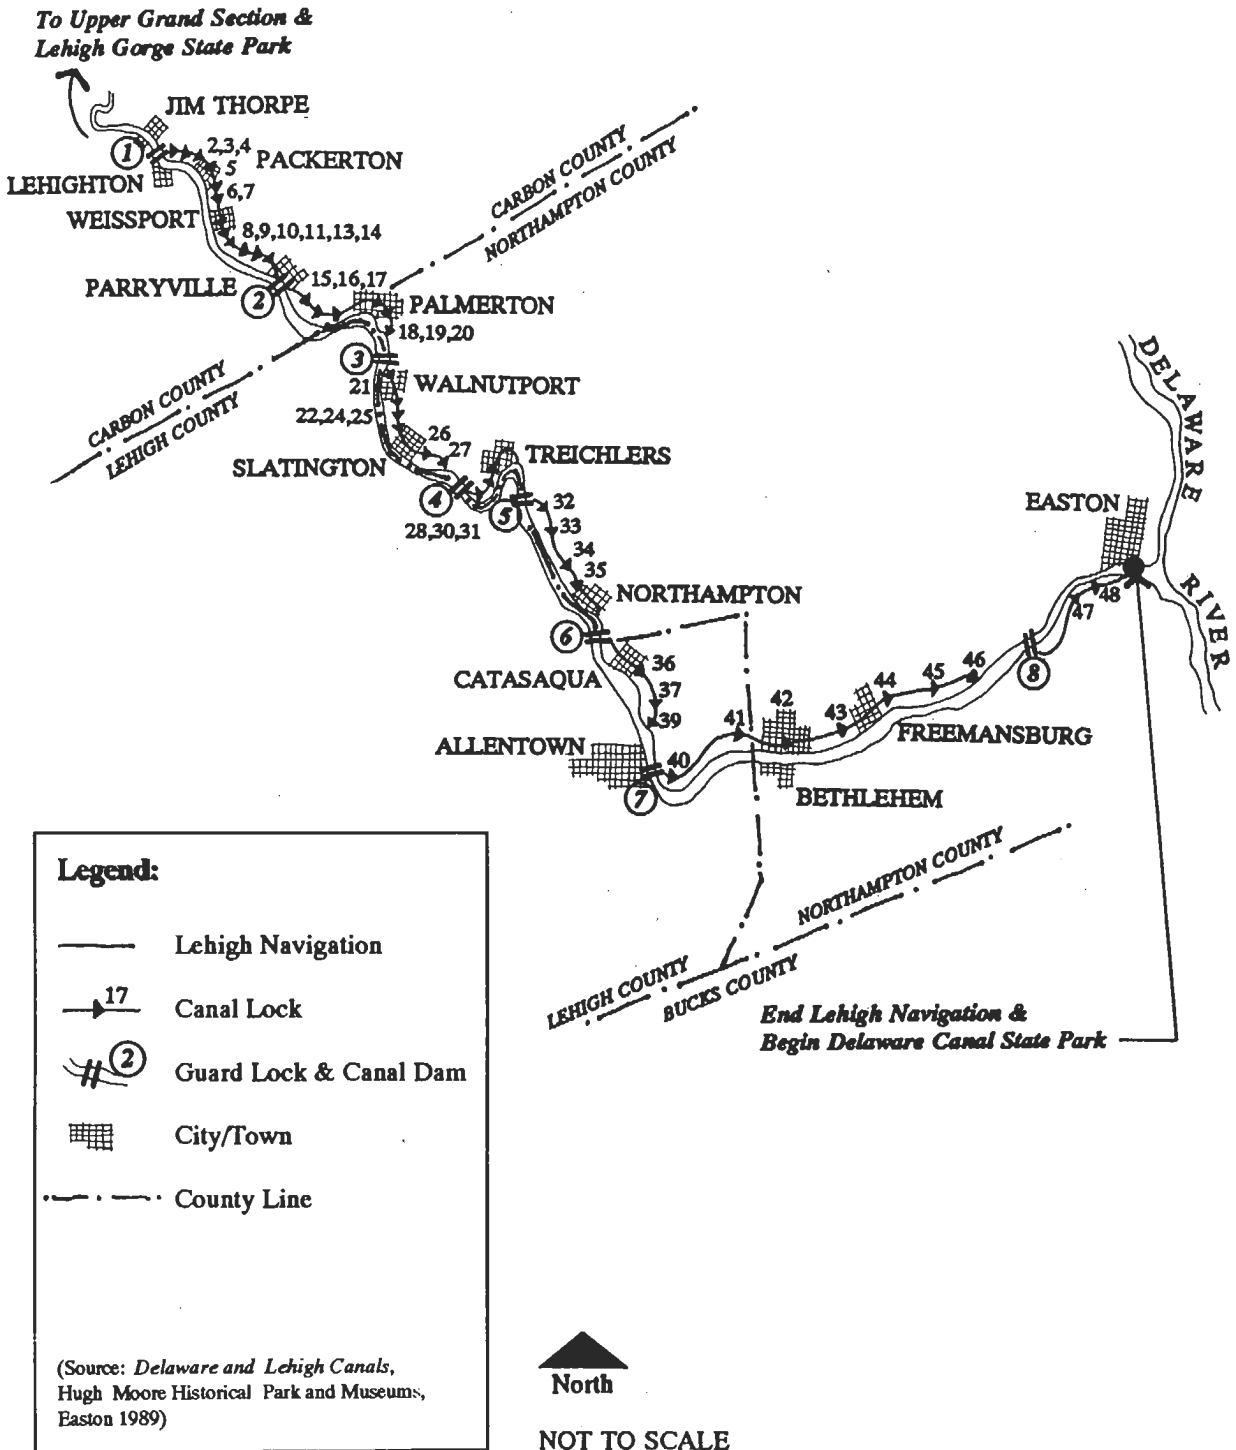 To Upper Grand Section &
Lehigh Gorge State Park
JIM THORPE
1
2,3,4
PACKERTON
5
LEHIGHTON
6,7
WEISSPORT
8,9,10,11,13,14
CARBON COUNTY
NORTHAMPTON COUNTY
PARRYVILLE
2
15,16,17
PALMERTON
18,19,20
3
CARBON COUNTY
LEHIGH COUNTY
21
WALNUTPORT
22,24,25
26
27
SLATINGTON
TREICHLERS
4
5
28,30,31
32
33
34
35
DELAWARE
RIVER
EASTON
NORTHAMPTON
6
36
CATASAQUA
37
39
ALLENTOWN
40
7
41
42
43
44
45
46
47
48
8
FREEMANSBURG
BETHLEHEM
NORTHAMPTON COUNTY
LEHIGH COUNTY
BUCKS COUNTY
End Lehigh Navigation &
Begin Delaware Canal State Park
Legend:
Lehigh Navigation
17
Canal Lock
2
Guard Lock & Canal Dam
City/Town
County Line
(Source: Delaware and Lehigh Canals,
Hugh Moore Historical Park and Museums,
Easton 1989)
North
NOT TO SCALE